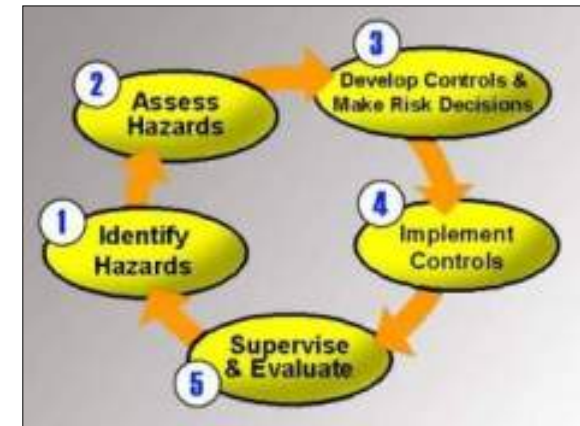 1
Identify
Hazards
2
Assess
Hazards
3
Develop Controls &
Make Risk Decisions
4
Implement
Controls
5
Supervise
& Evaluate